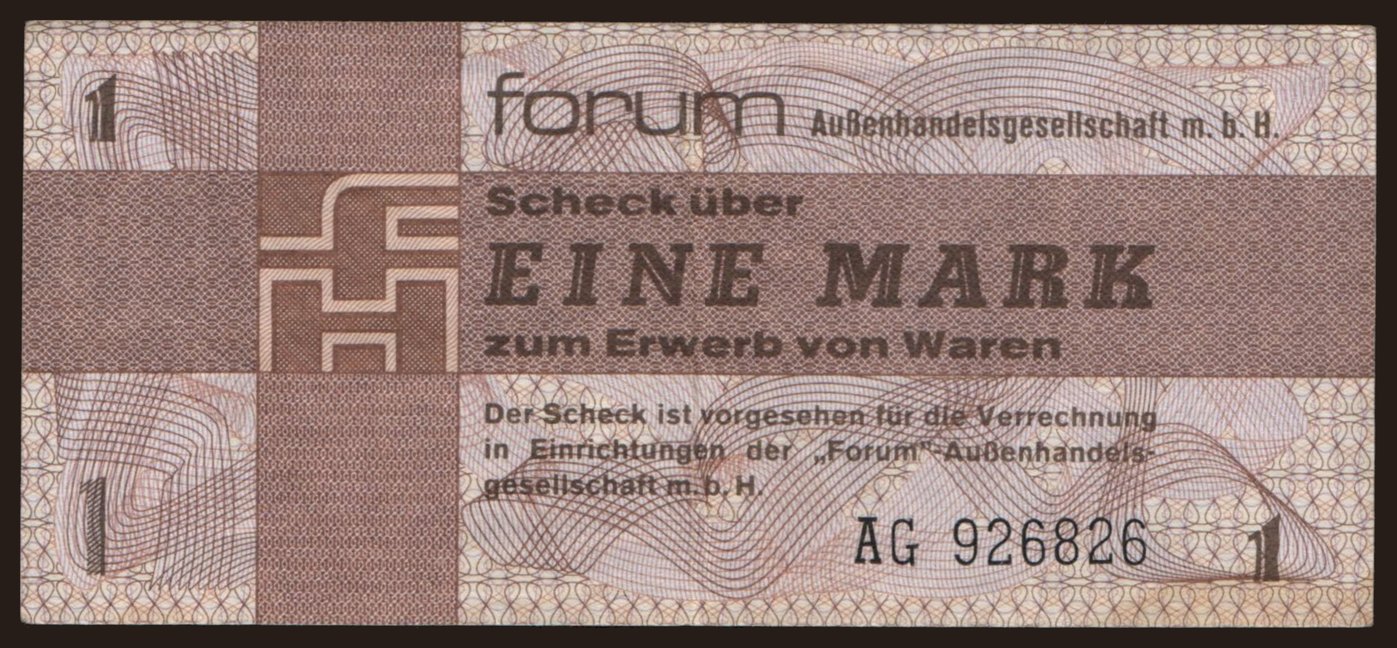 1
forum Außenhandelsgesellschaft m. b. H.
Scheck über
EINE MARK
zum Erwerb von Waren
Der Scheck ist vorgesehen für die Verrechnung
in Einrichtungen der „Forum"-Außenhandels-
gesellschaft m. b. H.
1
AG 926826
1